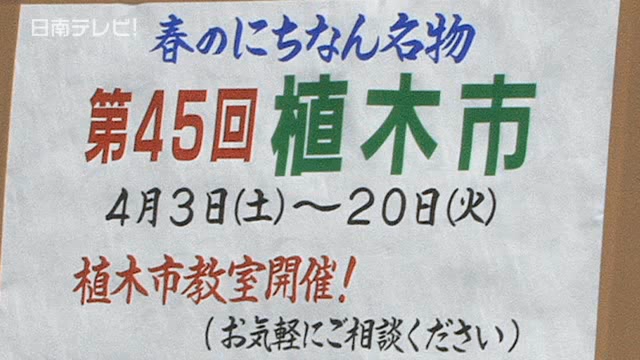 日南テレビ!
春のにちなん名物
第45回 植木市
4月3日(土)~20日(火)
植木市教室開催!
(お気軽にご相談ください)